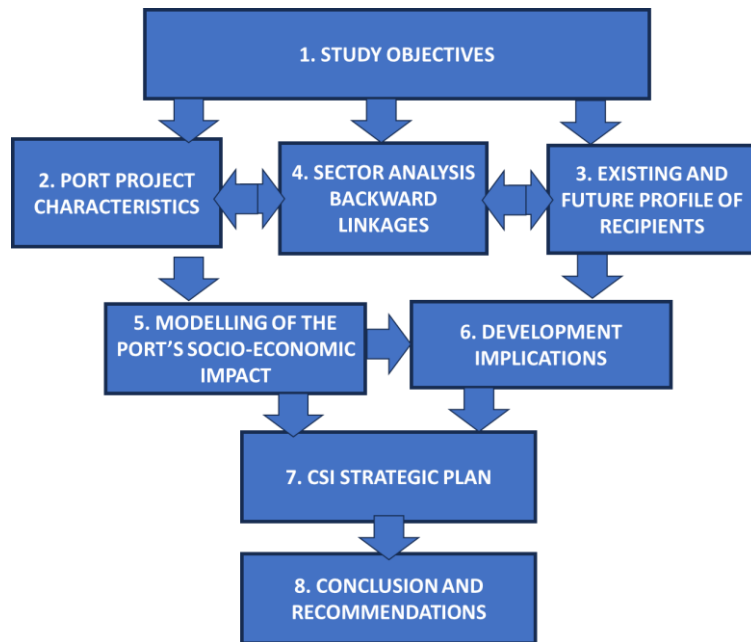 1. STUDY OBJECTIVES
2. PORT PROJECT
CHARACTERISTICS
4. SECTOR ANALYSIS
BACKWARD
LINKAGES
3. EXISTING AND
FUTURE PROFILE OF
RECIPIENTS
5. MODELLING OF THE
PORT’S SOCIO-ECONOMIC
IMPACT
6. DEVELOPMENT
IMPLICATIONS
7. CSI STRATEGIC PLAN
8. CONCLUSION AND
RECOMMENDATIONS